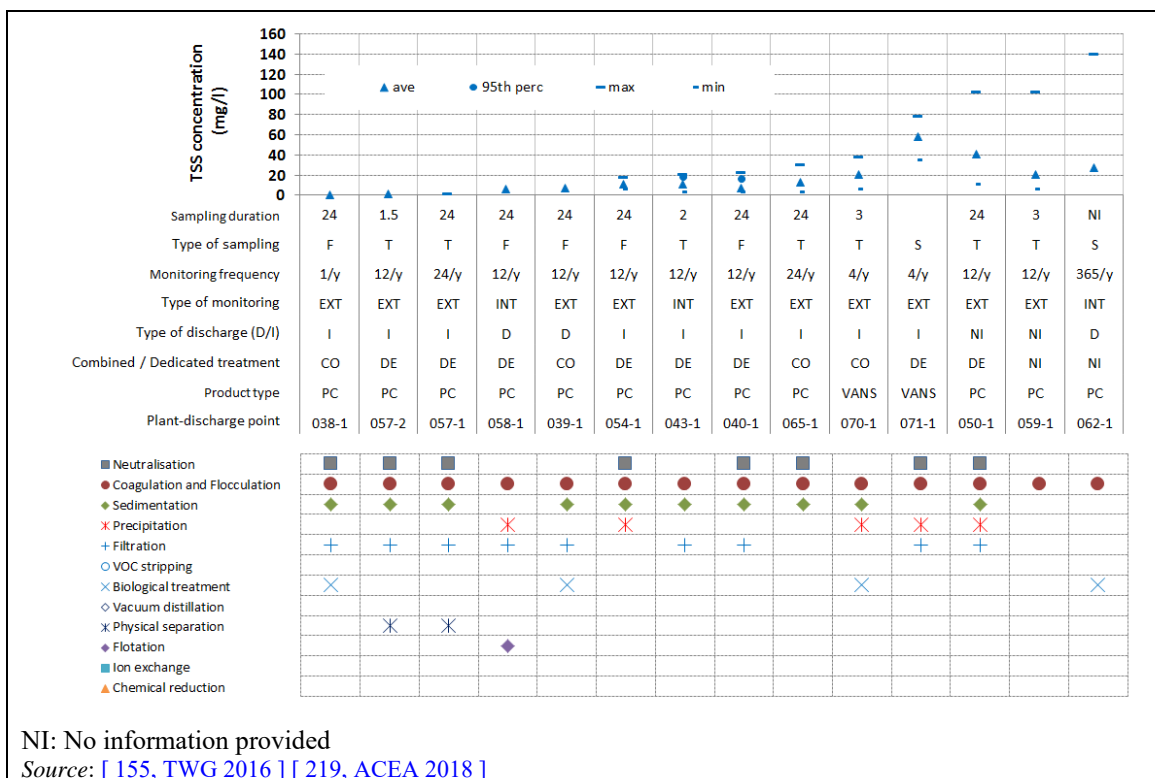 160
140
120
100
80
60
40
20
0
TSS concentration
(mg/l)
ave 95th perc max min
Sampling duration 24 1.5 24 24 24 24 2 24 24 3 24 3 NI
Type of sampling F T T F F F T F T T S T T S
Monitoring frequency 1/y 12/y 24/y 12/y 12/y 12/y 12/y 12/y 24/y 4/y 4/y 12/y 12/y 365/y
Type of monitoring EXT EXT EXT INT EXT EXT INT EXT EXT EXT EXT EXT EXT INT
Type of discharge (D/I) I I I D D I I I I I I NI NI D
Combined / Dedicated treatment CO DE DE DE CO DE DE DE CO CO DE DE NI NI
Product type PC PC PC PC PC PC PC PC PC VANS VANS PC PC PC
Plant-discharge point 038-1 057-2 057-1 058-1 039-1 054-1 043-1 040-1 065-1 070-1 071-1 050-1 059-1 062-1
Neutralisation
Coagulation and Flocculation
Sedimentation
Precipitation
Filtration
VOC stripping
Biological treatment
Vacuum distillation
Physical separation
Flotation
Ion exchange
Chemical reduction
NI: No information provided
Source: [ 155, TWG 2016 ] [ 219, ACEA 2018 ]